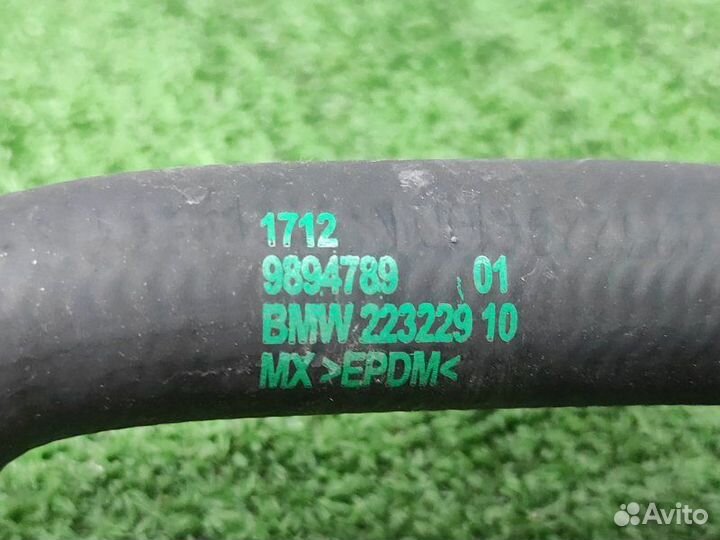 1712
9894789 01
BMW 223229 10
MX >EPDM<
Avito